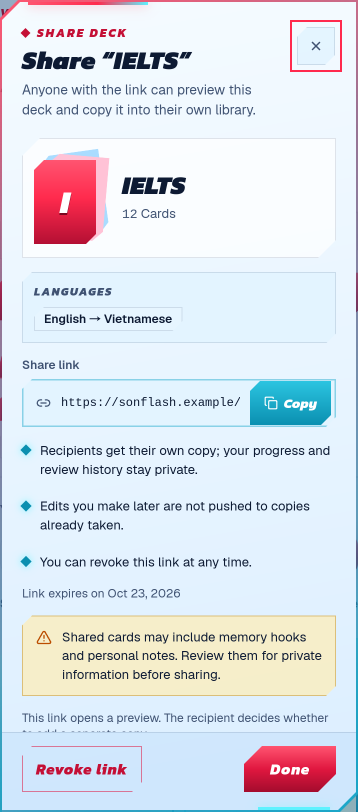 SHARE DECK
Share “IELTS”
Anyone with the link can preview this
deck and copy it into their own library.
I
IELTS
12 Cards
LANGUAGES
English → Vietnamese
Share link
https://sonflash.example/
Copy
Recipients get their own copy; your progress and
review history stay private.
Edits you make later are not pushed to copies
already taken.
You can revoke this link at any time.
Link expires on Oct 23, 2026
Shared cards may include memory hooks
and personal notes. Review them for private
information before sharing.
This link opens a preview. The recipient decides whether
Revoke link
Done